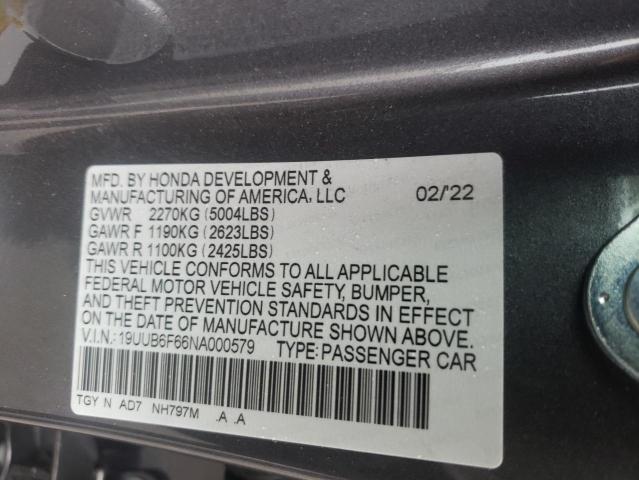 MFD. BY HONDA DEVELOPMENT &
MANUFACTURING OF AMERICA, LLC 02/'22
GVWR 2270KG (5004LBS)
GAWR F 1190KG (2623LBS)
GAWR R 1100KG (2425LBS)
THIS VEHICLE CONFORMS TO ALL APPLICABLE
FEDERAL MOTOR VEHICLE SAFETY, BUMPER,
AND THEFT PREVENTION STANDARDS IN EFFECT
ON THE DATE OF MANUFACTURE SHOWN ABOVE.
V.I.N.:19UUB6F66NA000579 TYPE:PASSENGER CAR
TGY N AD7 NH797M .A .A